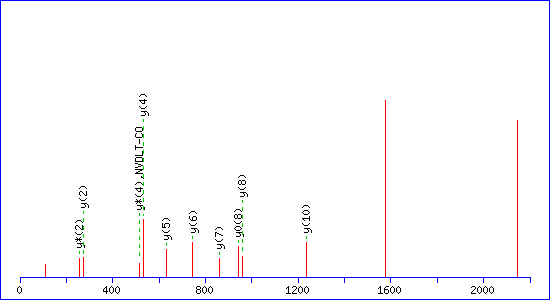 y*(2)
y(2)
y*(4),NVDLT-CO
y(4)
y(5)
y(6)
y(7)
y0(8)
y(8)
y(10)
0 400 800 1200 1600 2000